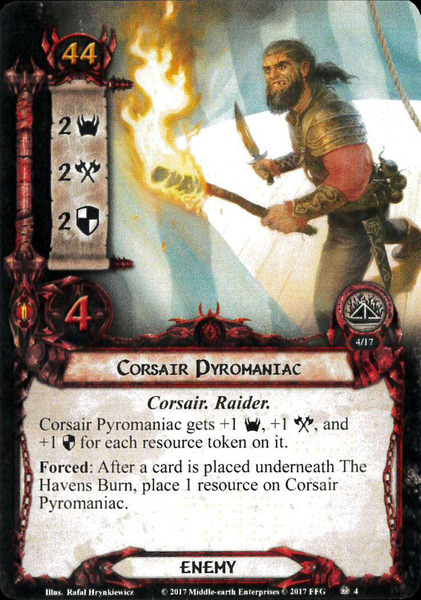 44
2
2
2
4
4/17
CORSAIR PYROMANIAC
Corsair. Raider.
Corsair Pyromaniac gets +1 , +1 , and
+1 for each resource token on it.
Forced: After a card is placed underneath The
Havens Burn, place 1 resource on Corsair
Pyromaniac.
ENEMY
Illus. Rafał Hrynkiewicz © 2017 Middle-earth Enterprises © 2017 FFG 4